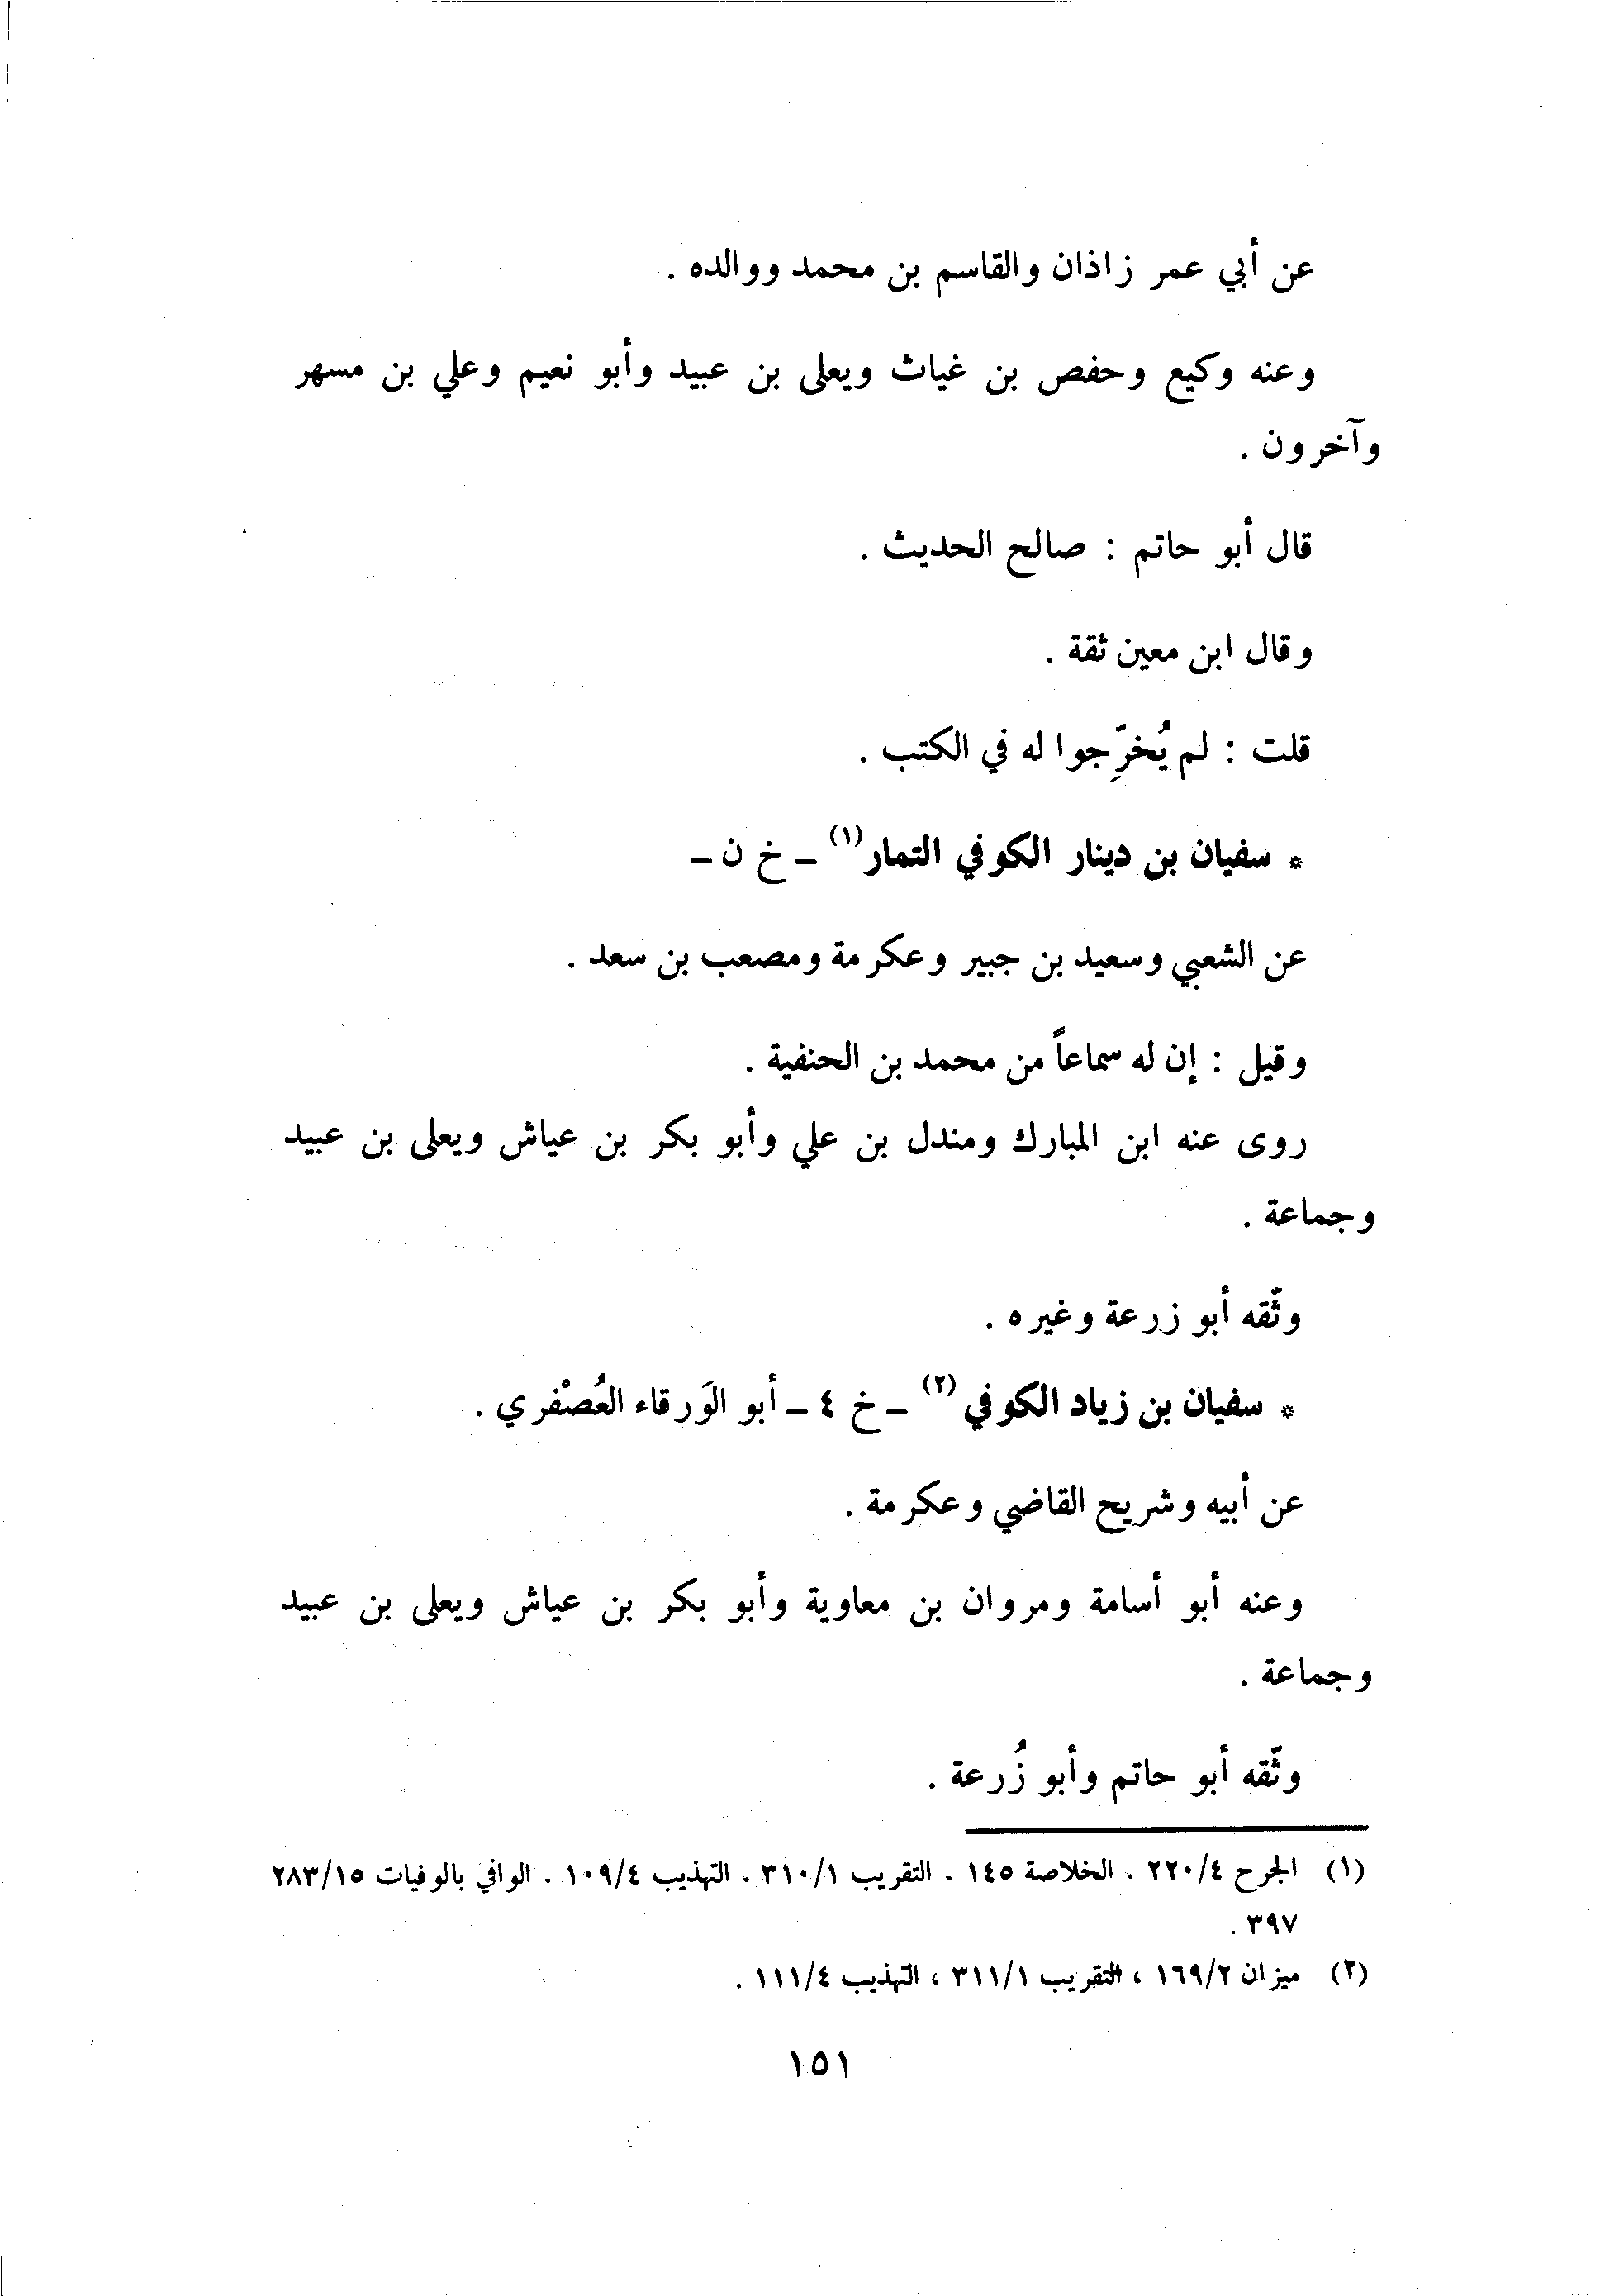 عن أبي عمر زاذان والقاسم بن محمد ووالده .
وعنه وكيع وحفص بن غياث ويعلى بن عبيد وأبو نعيم وعلي بن مسهر
وآخرون .
قال أبو حاتم : صالح الحديث .
وقال ابن معين ثقة .
قلت : لم يُخرِّجوا له في الكتب .
* سفيان بن دينار الكوفي التمار(١) ـ خ ن ـ
عن الشعبي وسعيد بن جبير وعكرمة ومصعب بن سعد .
وقيل : إن له سماعاً من محمد بن الحنفية .
روى عنه ابن المبارك ومندل بن علي وأبو بكر بن عياش ويعلى بن عبيد
وجماعة .
وثّقه أبو زرعة وغيره .
* سفيان بن زياد الكوفي(٢) ـ خ ٤ ـ أبو الوَرقاء العُصْفري .
عن أبيه وشريح القاضي وعكرمة .
وعنه أبو أسامة ومروان بن معاوية وأبو بكر بن عياش ويعلى بن عبيد
وجماعة .
وثّقه أبو حاتم وأبو زُرعة .
(١) الجرح ٢٢٠/٤ . الخلاصة ١٤٥ . التقريب ٣١٠/١ . التهذيب ١٠٩/٤ . الوافي بالوفيات ٢٨٣/١٥
٣٩٧ .
(٢) ميزان ١٦٩/٢ ، التقريب ٣١١/١ ، التهذيب ١١١/٤ .
١٥١